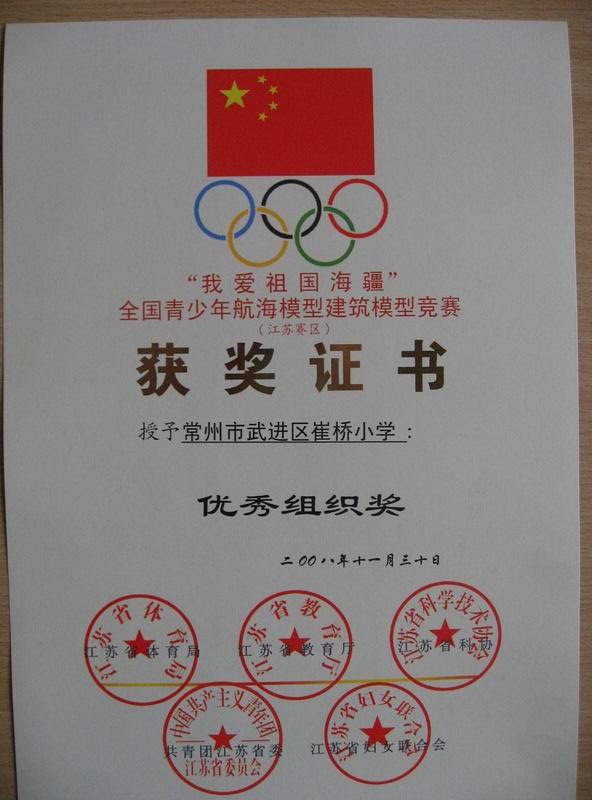 “我爱祖国海疆”
全国青少年航海模型建筑模型竞赛
（江苏赛区）
获奖证书
授予常州市武进区崔桥小学：
优秀组织奖
二〇〇八年十一月三十日
江苏省体育局
江苏省体育局
江苏省教育厅
江苏省教育厅
江苏省科学技术协会
江苏省科协
中国共产主义青年团
共青团江苏省委
江苏省委员会
江苏省妇女联合会
江苏省妇女联合会